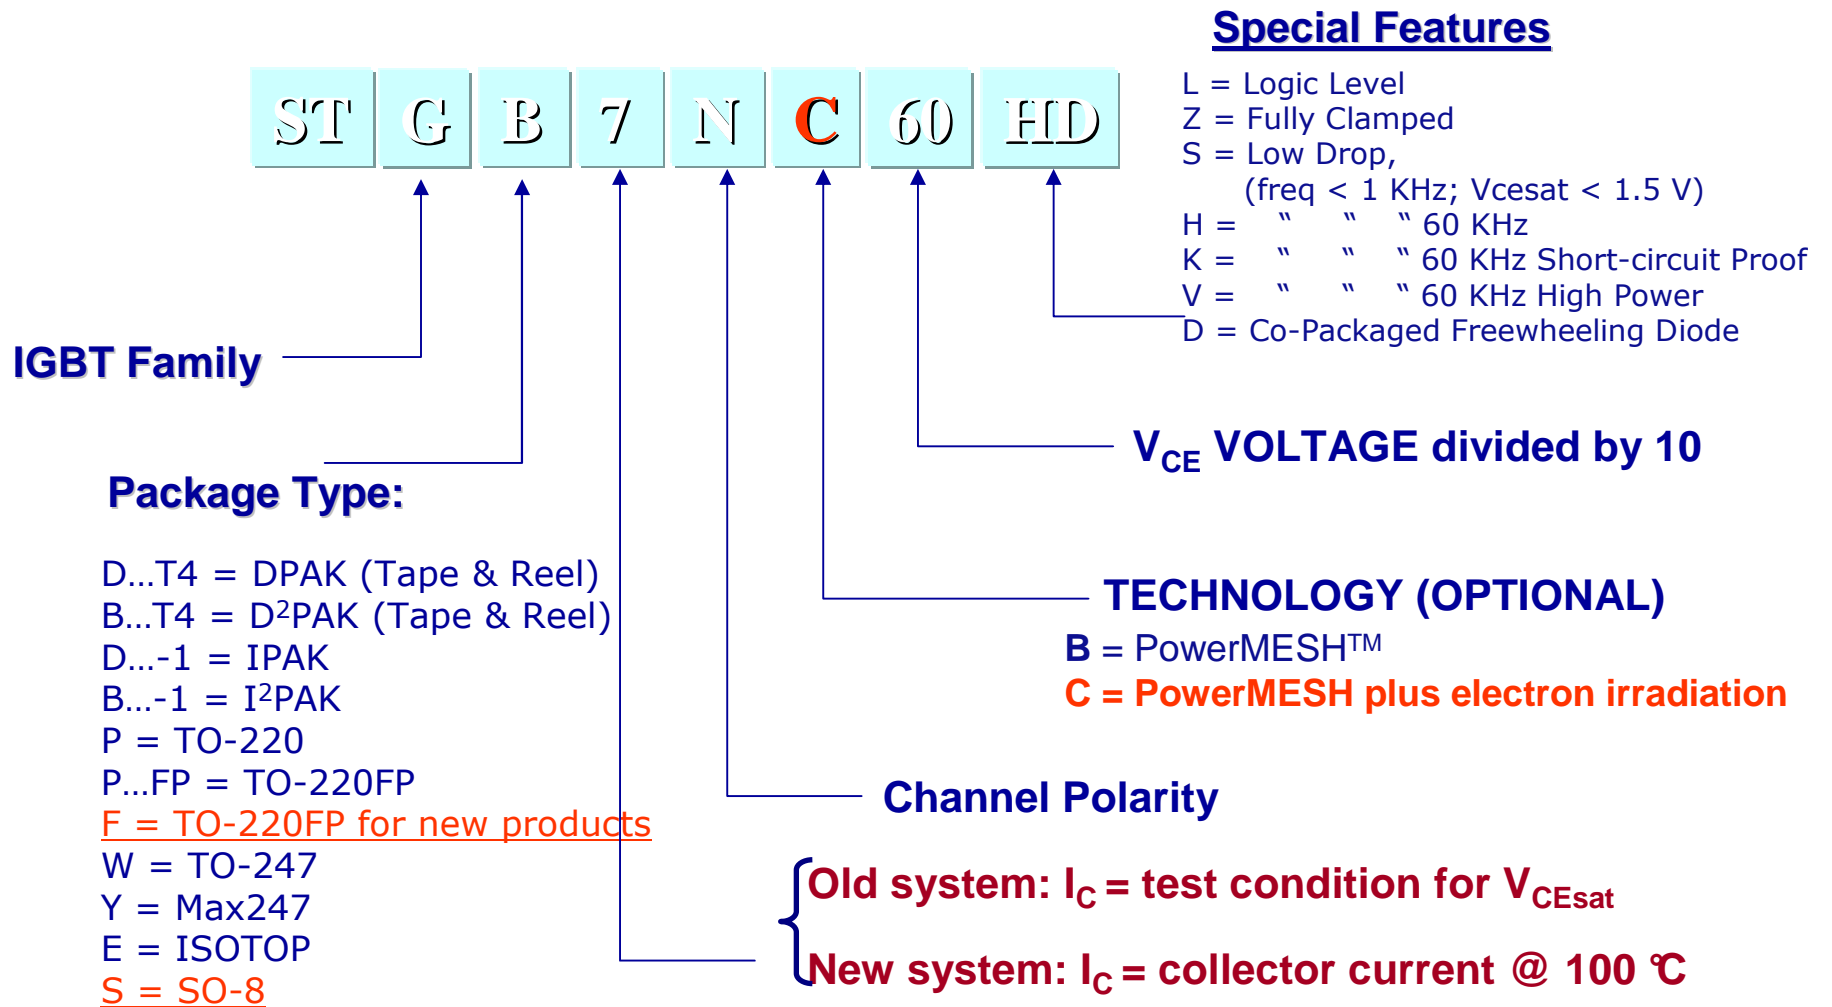 Special Features
ST G B 7 N C 60 HD
L = Logic Level
Z = Fully Clamped
S = Low Drop,
(freq < 1 KHz; Vcesat < 1.5 V)
H = “ “ “ 60 KHz
K = “ “ “ 60 KHz Short-circuit Proof
V = “ “ “ 60 KHz High Power
D = Co-Packaged Freewheeling Diode
IGBT Family
V_CE VOLTAGE divided by 10
Package Type:
D...T4 = DPAK (Tape & Reel)
B...T4 = D²PAK (Tape & Reel)
D...-1 = IPAK
B...-1 = I²PAK
P = TO-220
P...FP = TO-220FP
F = TO-220FP for new products
W = TO-247
Y = Max247
E = ISOTOP
S = SO-8
TECHNOLOGY (OPTIONAL)
B = PowerMESH™
C = PowerMESH plus electron irradiation
Channel Polarity
Old system: I_C = test condition for V_CEsat
New system: I_C = collector current @ 100 °C